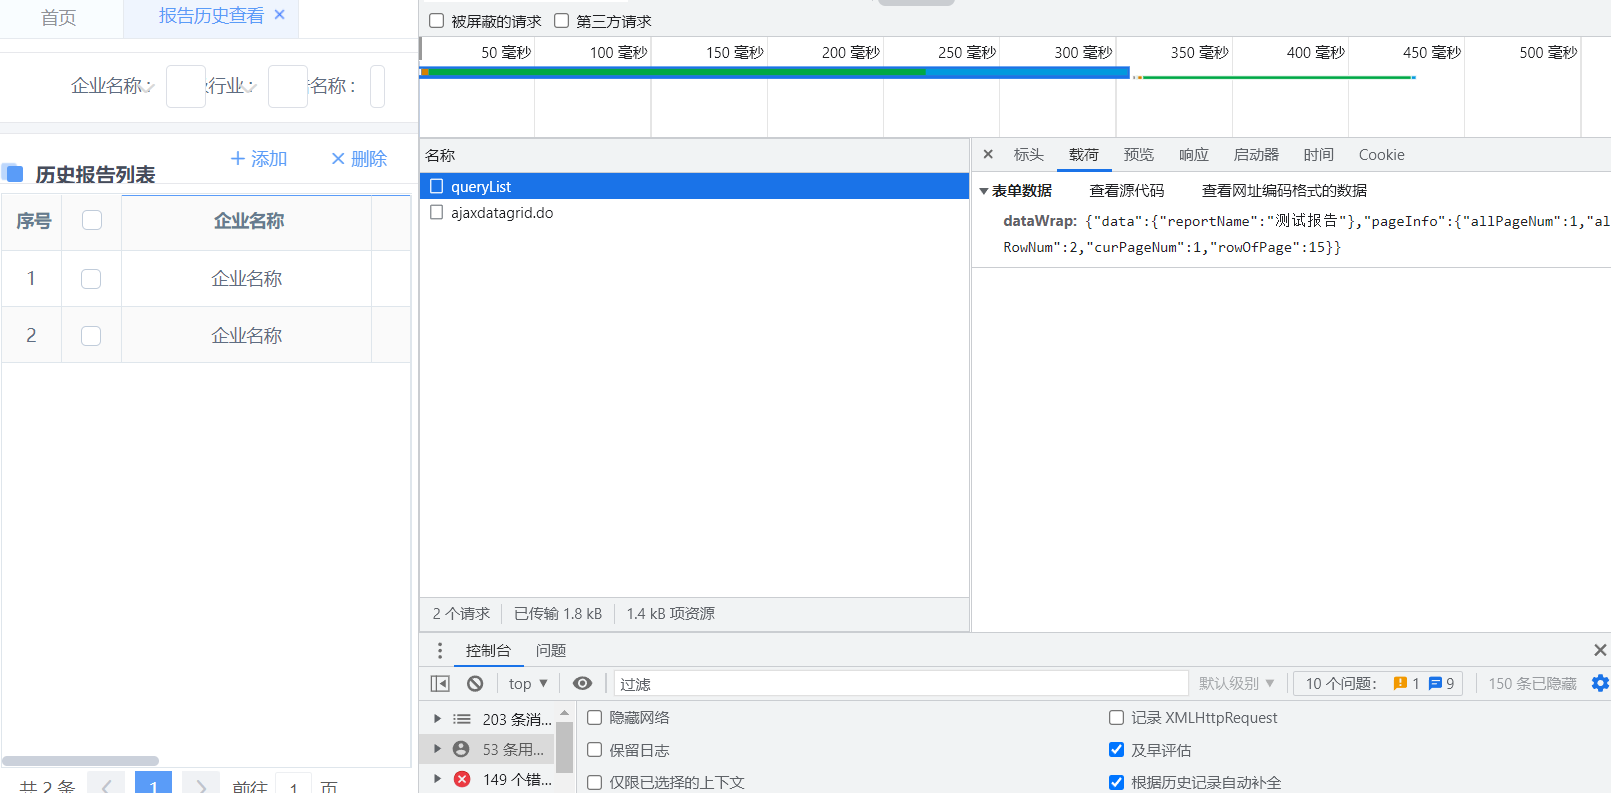 首页
报告历史查看 ×
企业名称：
行业：
名称：
历史报告列表
+ 添加
× 删除
序号
企业名称
1
企业名称
2
企业名称
共 2 条
1
前往 1 页
被屏蔽的请求
第三方请求
50 毫秒
100 毫秒
150 毫秒
200 毫秒
250 毫秒
300 毫秒
350 毫秒
400 毫秒
450 毫秒
500 毫秒
名称
queryList
ajaxdatagrid.do
2 个请求
已传输 1.8 kB
1.4 kB 项资源
×
标头
载荷
预览
响应
启动器
时间
Cookie
表单数据
查看源代码
查看网址编码格式的数据
dataWrap: {"data":{"reportName":"测试报告"},"pageInfo":{"allPageNum":1,"al
RowNum":2,"curPageNum":1,"rowOfPage":15}}
控制台
问题
top
过滤
默认级别
10 个问题：
1
9
150 条已隐藏
203 条消...
53 条用...
149 个错...
隐藏网络
保留日志
仅限已选择的上下文
记录 XMLHttpRequest
及早评估
根据历史记录自动补全